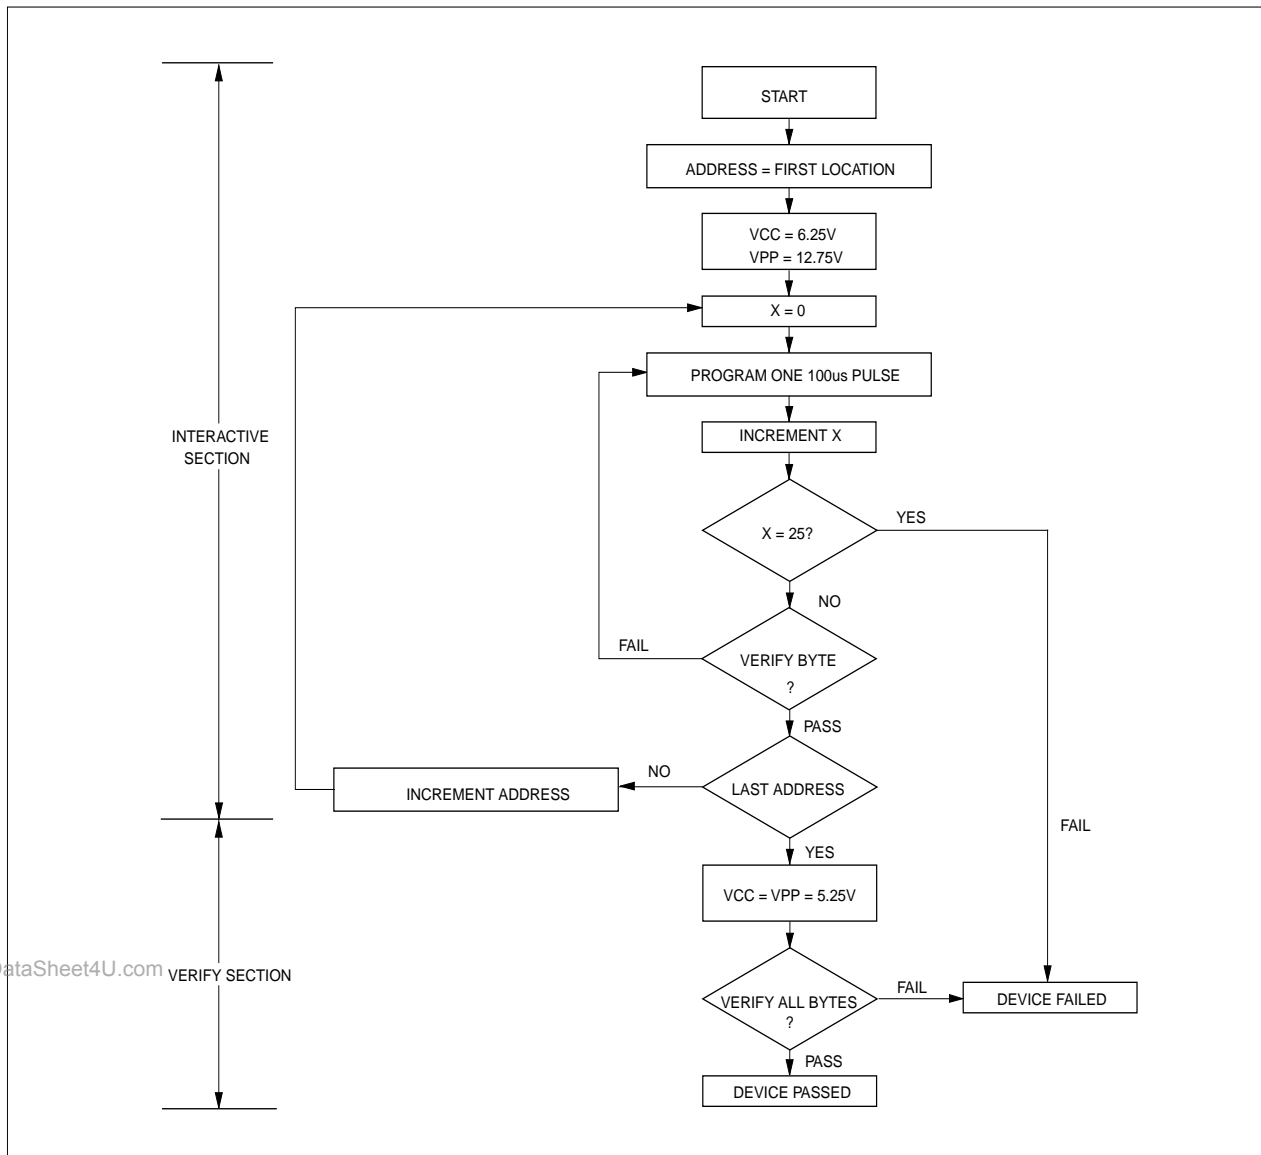 START
ADDRESS = FIRST LOCATION
VCC = 6.25V
VPP = 12.75V
X = 0
PROGRAM ONE 100us PULSE
INCREMENT X
INTERACTIVE
SECTION
X = 25?
YES
NO
FAIL
VERIFY BYTE
?
PASS
NO
LAST ADDRESS
INCREMENT ADDRESS
FAIL
YES
VCC = VPP = 5.25V
DataSheet4U.com
VERIFY SECTION
VERIFY ALL BYTES
?
FAIL
DEVICE FAILED
PASS
DEVICE PASSED